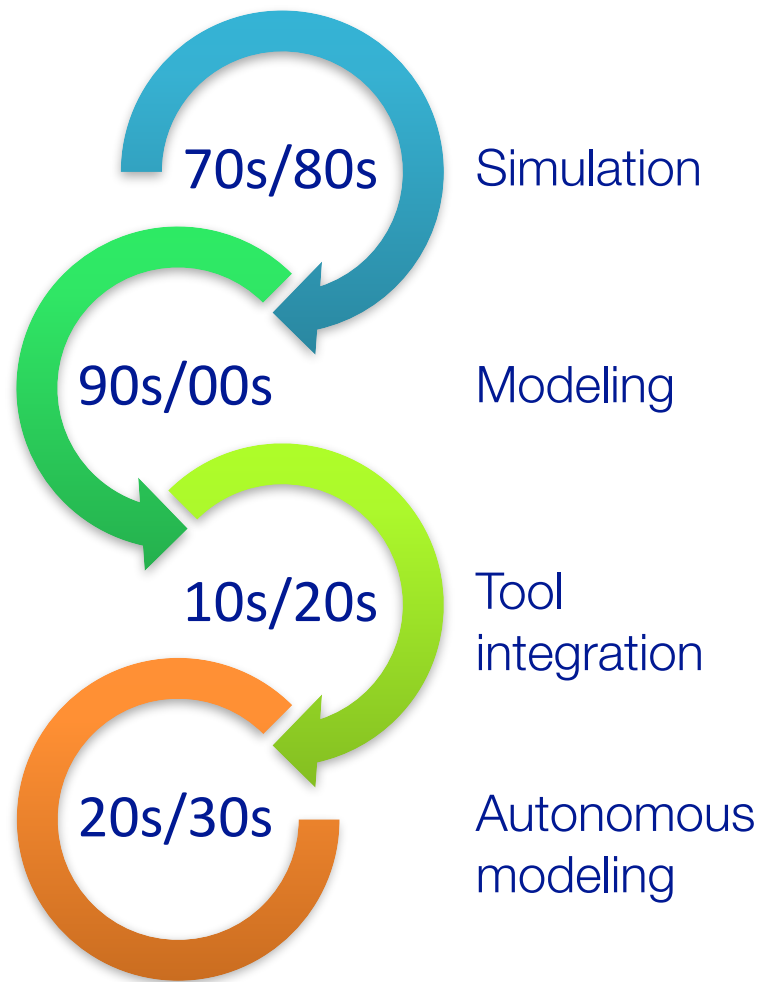 70s/80s
Simulation
90s/00s
Modeling
10s/20s
Tool
integration
20s/30s
Autonomous
modeling